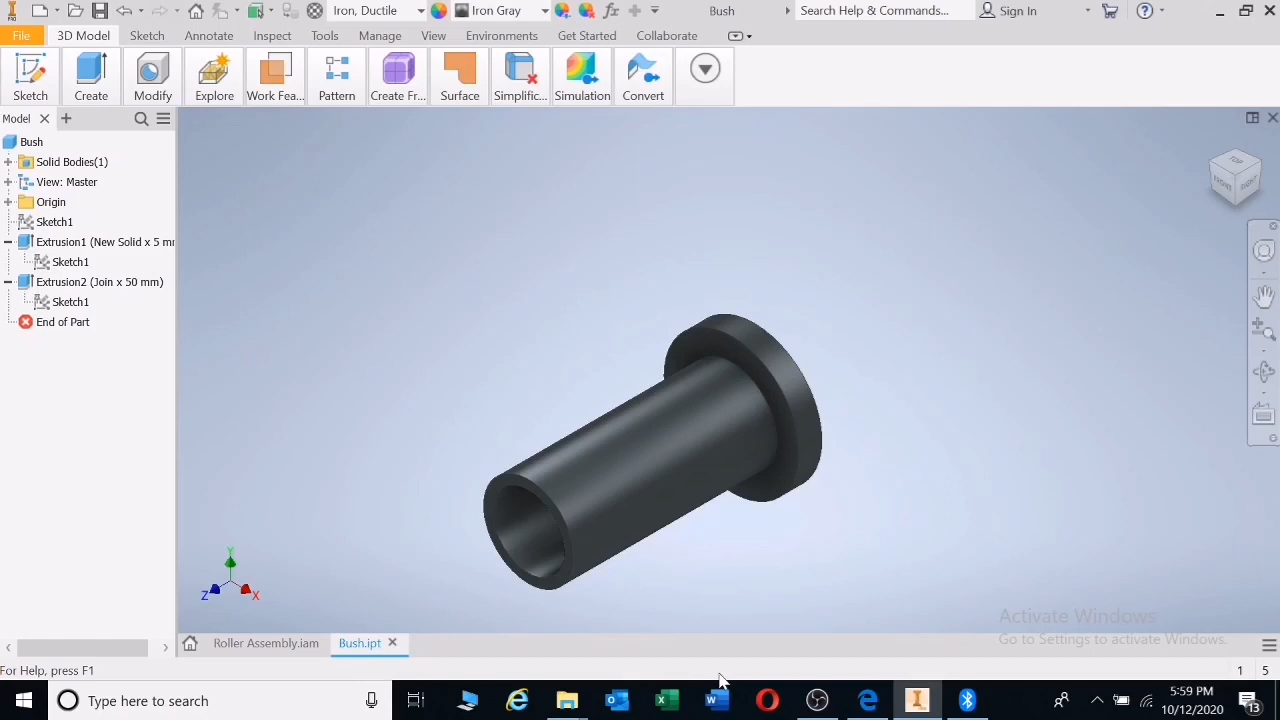 Iron, Ductile
Iron Gray
Bush
Search Help & Commands...
Sign In
File
3D Model
Sketch
Annotate
Inspect
Tools
Manage
View
Environments
Get Started
Collaborate
Sketch
Create
Modify
Explore
Work Fea...
Pattern
Create Fr...
Surface
Simplific...
Simulation
Convert
Model
Bush
Solid Bodies(1)
View: Master
Origin
Sketch1
Extrusion1 (New Solid x 5 mr
Sketch1
Extrusion2 (Join x 50 mm)
Sketch1
End of Part
TOP
FRONT
RIGHT
Y
Z
X
Activate Windows
Go to Settings to activate Windows.
Roller Assembly.iam
Bush.ipt
For Help, press F1
1
5
Type here to search
5:59 PM
10/12/2020
13